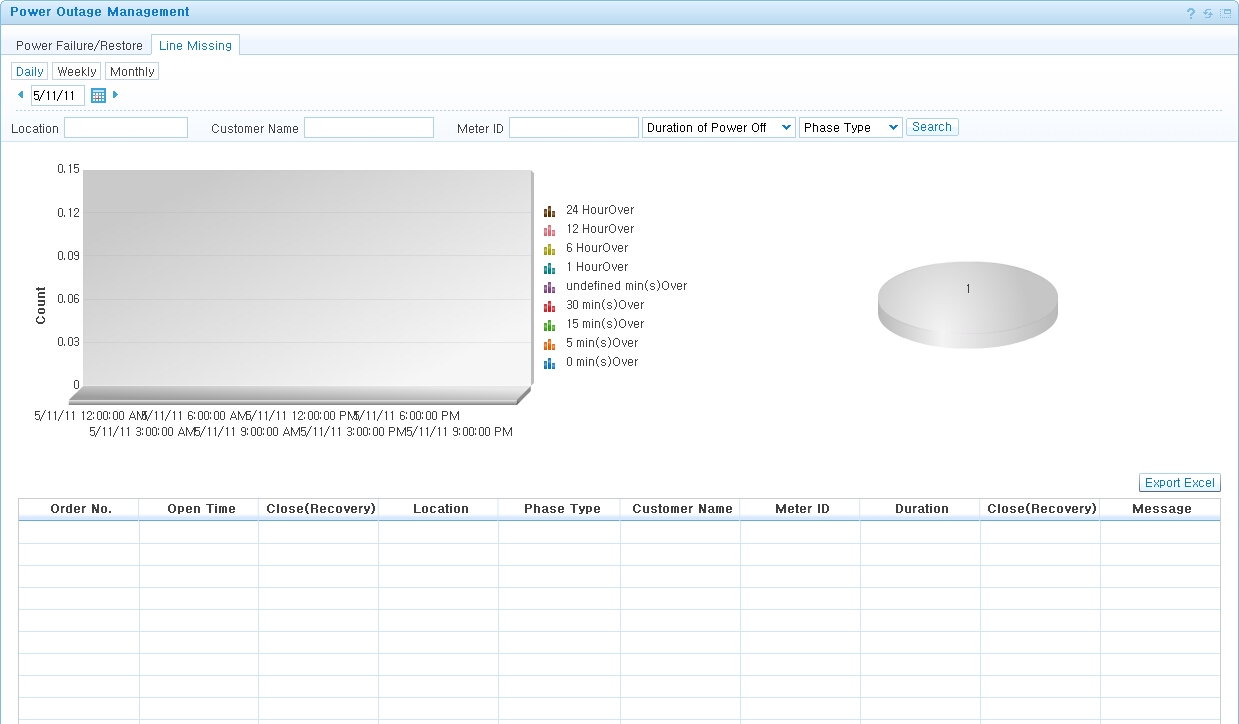 Power Outage Management
?
Power Failure/Restore Line Missing
Daily Weekly Monthly
5/11/11
Location Customer Name Meter ID Duration of Power Off Phase Type Search
0.15
0.12
0.09
0.06
0.03
0
Count
5/11/11 12:00:00 AM 5/11/11 6:00:00 AM 5/11/11 12:00:00 PM 5/11/11 6:00:00 PM
5/11/11 3:00:00 AM 5/11/11 9:00:00 AM 5/11/11 3:00:00 PM 5/11/11 9:00:00 PM
24 HourOver
12 HourOver
6 HourOver
1 HourOver
undefined min(s)Over
30 min(s)Over
15 min(s)Over
5 min(s)Over
0 min(s)Over
1
Export Excel
Order No. Open Time Close(Recovery) Location Phase Type Customer Name Meter ID Duration Close(Recovery) Message